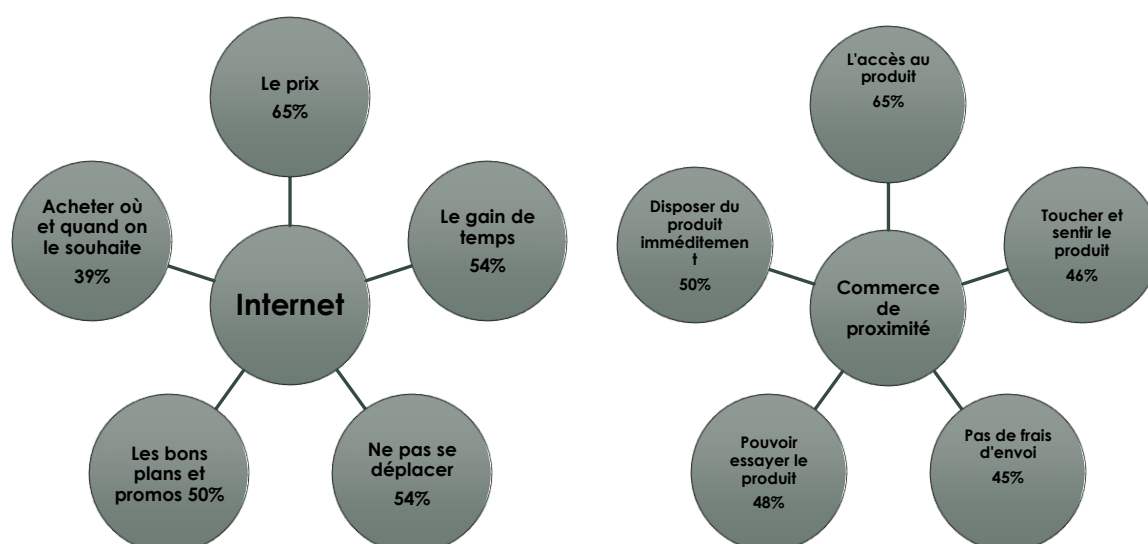 Le prix
65%
Le gain de
temps
54%
Ne pas se
déplacer
54%
Les bons
plans et
promos 50%
Acheter où
et quand on
le souhaite
39%
Internet
L'accès au
produit
65%
Toucher et
sentir le
produit
46%
Pas de frais
d'envoi
45%
Pouvoir
essayer le
produit
48%
Disposer du
produit
imméditemen
t
50%
Commerce
de
proximité